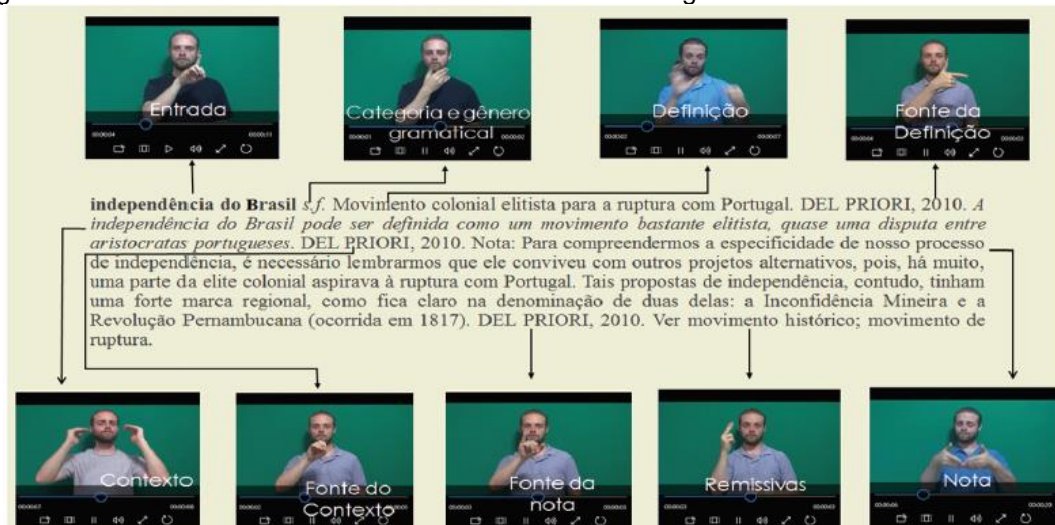 Entrada
Categoria e gênero
gramatical
Definição
Fonte da
Definição
independência do Brasil s.f. Movimento colonial elitista para a ruptura com Portugal. DEL PRIORI, 2010. A
independência do Brasil pode ser definida como um movimento bastante elitista, quase uma disputa entre
aristocratas portugueses. DEL PRIORI, 2010. Nota: Para compreendermos a especificidade de nosso processo
de independência, é necessário lembrarmos que ele conviveu com outros projetos alternativos, pois, há muito,
uma parte da elite colonial aspirava à ruptura com Portugal. Tais propostas de independência, contudo, tinham
uma forte marca regional, como fica claro na denominação de duas delas: a Inconfidência Mineira e a
Revolução Pernambucana (ocorrida em 1817). DEL PRIORI, 2010. Ver movimento histórico; movimento de
ruptura.
Contexto
Fonte do
Contexto
Fonte da
nota
Remissivas
Nota